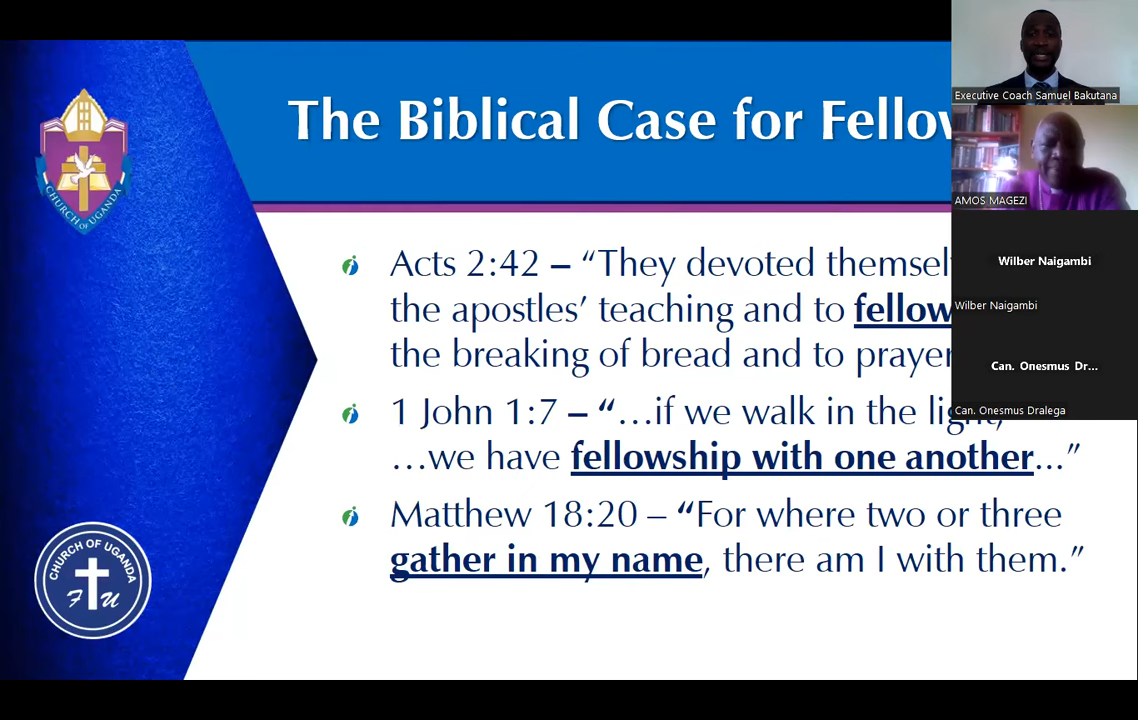 The Biblical Case for Fellow
Acts 2:42 – “They devoted themsel
the apostles’ teaching and to fellow
the breaking of bread and to prayer
1 John 1:7 – “…if we walk in the light,
…we have fellowship with one another…”
Matthew 18:20 – “For where two or three
gather in my name, there am I with them.”
CHURCH OF UGANDA
CHURCH OF UGANDA
F U
Executive Coach Samuel Bakutana
AMOS MAGEZI
Wilber Naigambi
Wilber Naigambi
Can. Onesmus Dr...
Can. Onesmus Dralega